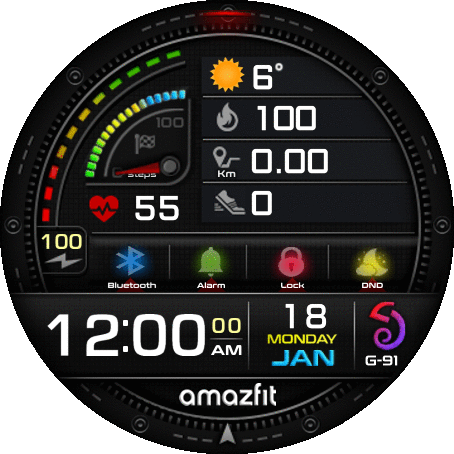 6°
100
100
0.00
Km
steps
55
0
100
Bluetooth
Alarm
Lock
DND
12:00 00
AM
18
MONDAY
JAN
G-91
amazfit